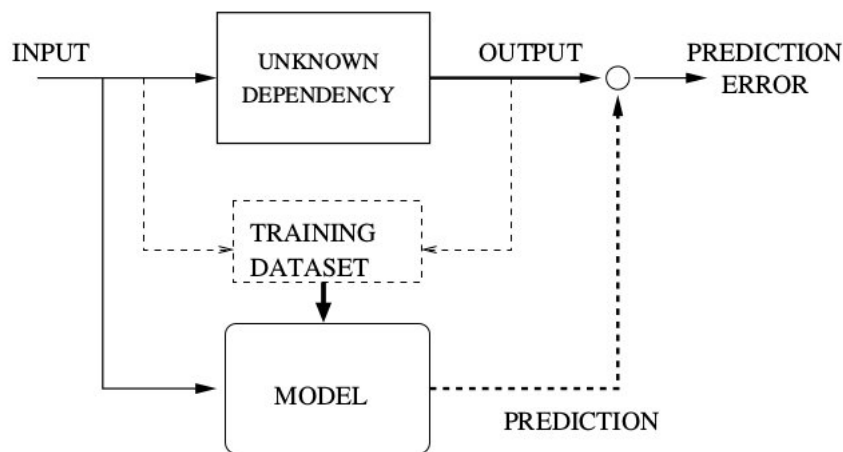 INPUT
UNKNOWN
DEPENDENCY
OUTPUT
PREDICTION
ERROR
TRAINING
DATASET
MODEL
PREDICTION